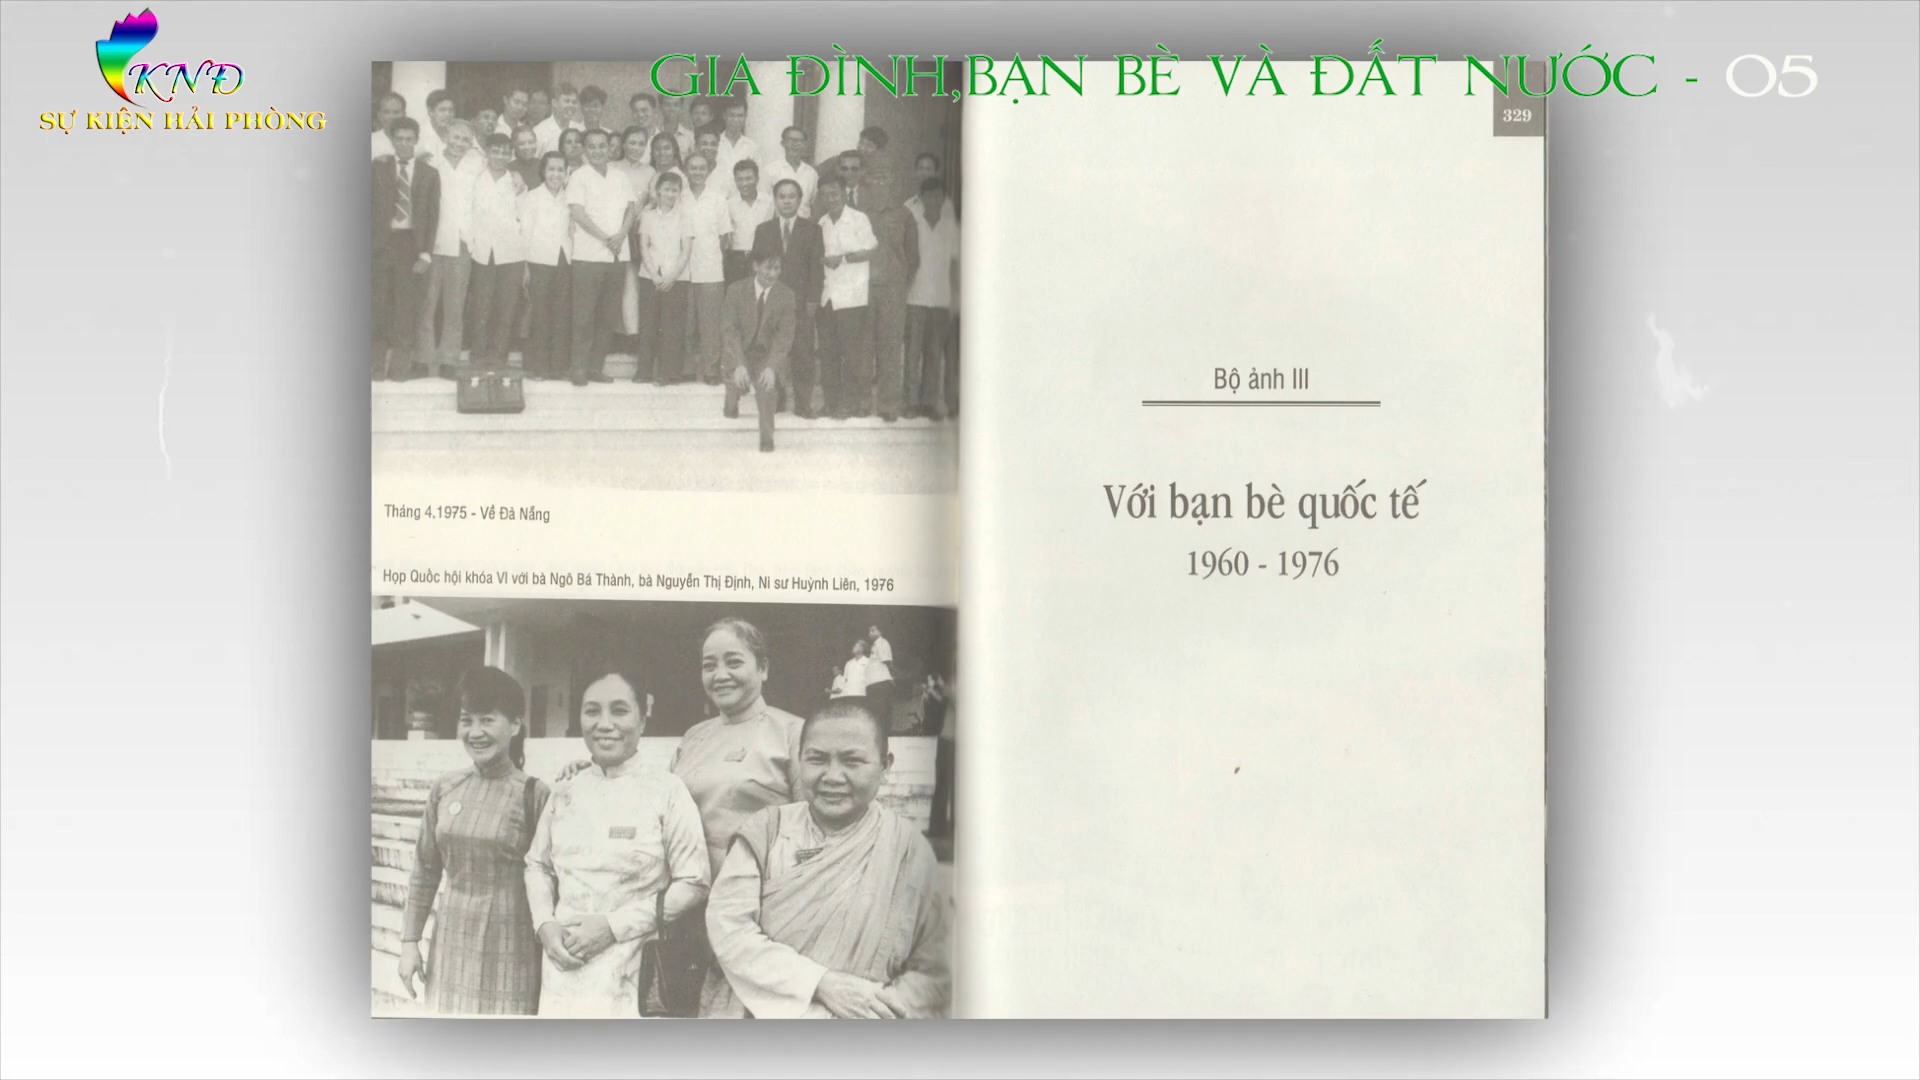 KNĐ
SỰ KIỆN HẢI PHÒNG
GIA ĐÌNH,BẠN BÈ VÀ ĐẤT NƯỚC - 05
329
Tháng 4.1975 - Về Đà Nẵng
Họp Quốc hội khóa VI với bà Ngô Bá Thành, bà Nguyễn Thị Định, Ni sư Huỳnh Liên, 1976
Bộ ảnh III
Với bạn bè quốc tế
1960 - 1976